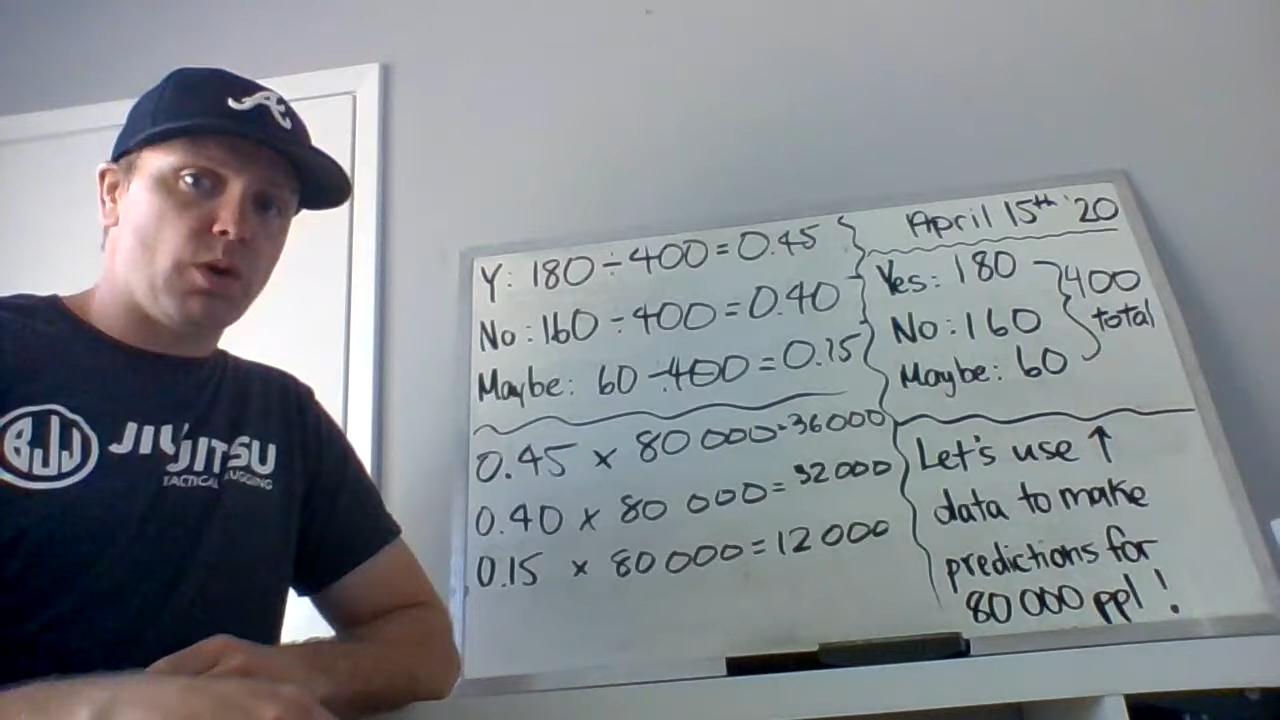 A
BJJ
JIU JITSU
TACTICAL HUGGING
Y: 180 ÷ 400 = 0.45
No: 160 ÷ 400 = 0.40
Maybe: 60 ÷ 400 = 0.15
0.45 x 80 000 = 36000
0.40 x 80 000 = 32000
0.15 x 80 000 = 12 000
April 15th '20
Yes: 180
No: 160
Maybe: 60
400
total
Let's use ↑
data to make
predictions for
80 000 ppl!